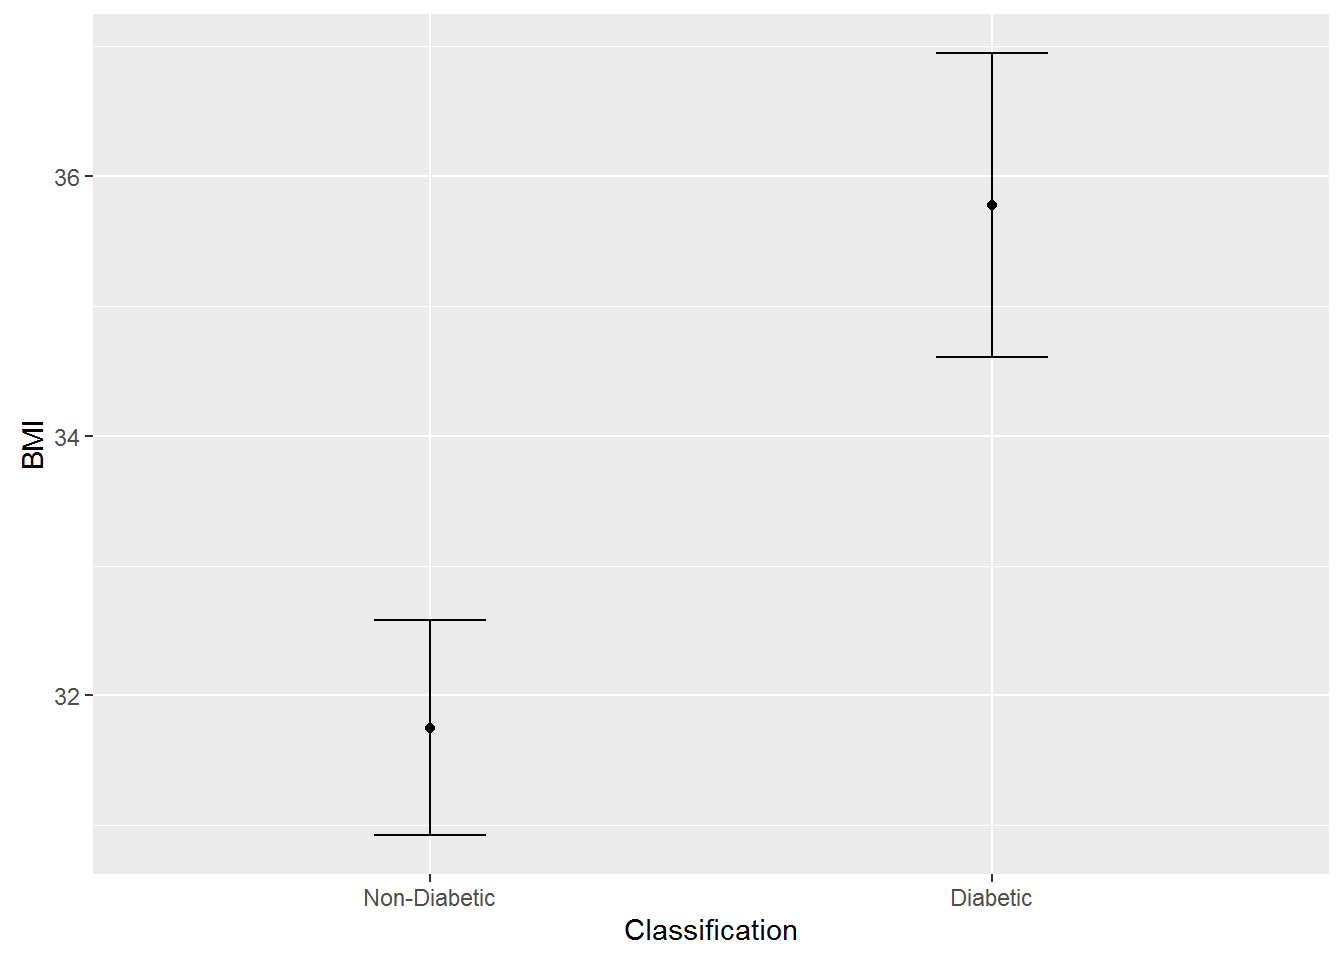 36
34
32
BMI
Non-Diabetic
Diabetic
Classification